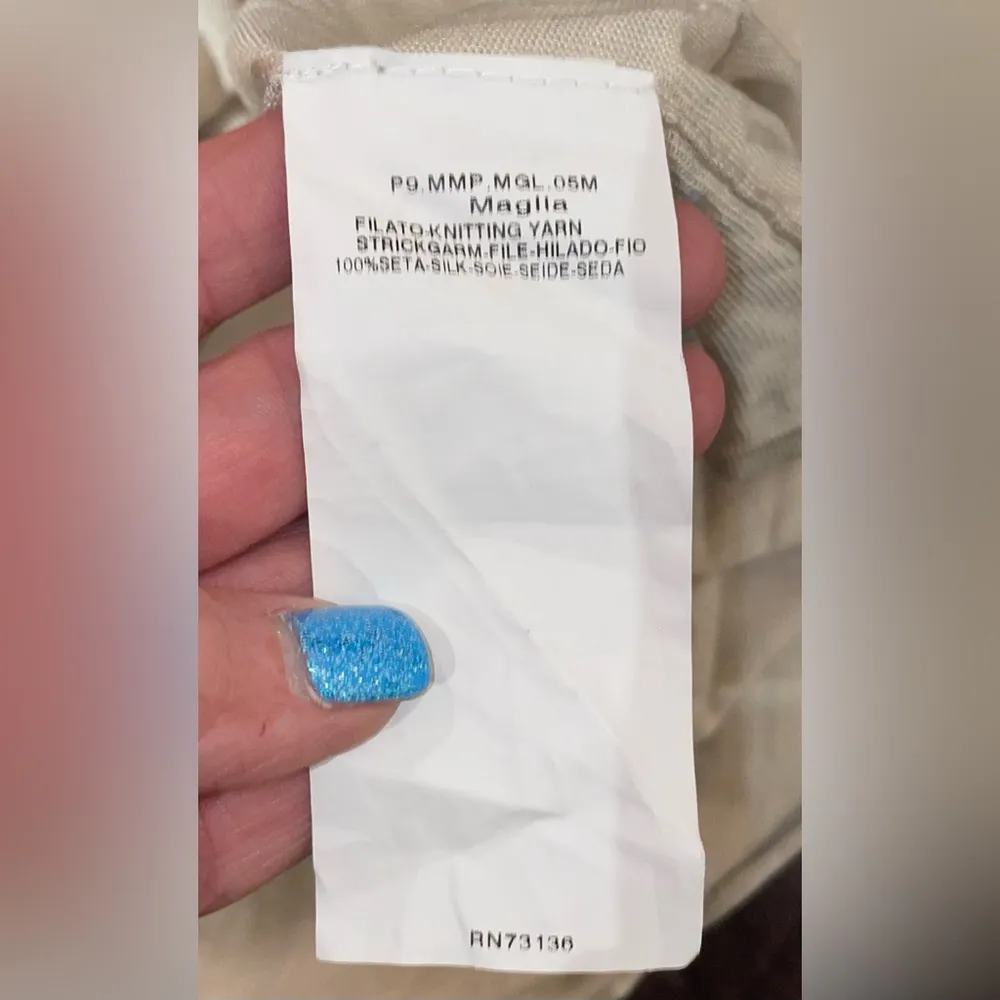 P9.MMP.MGL.05M
Maglia
FILATO-KNITTING YARN
STRICKGARM-FILE-HILADO-FIO
100%SETA-SILK-SOIE-SEIDE-SEDA
RN73136